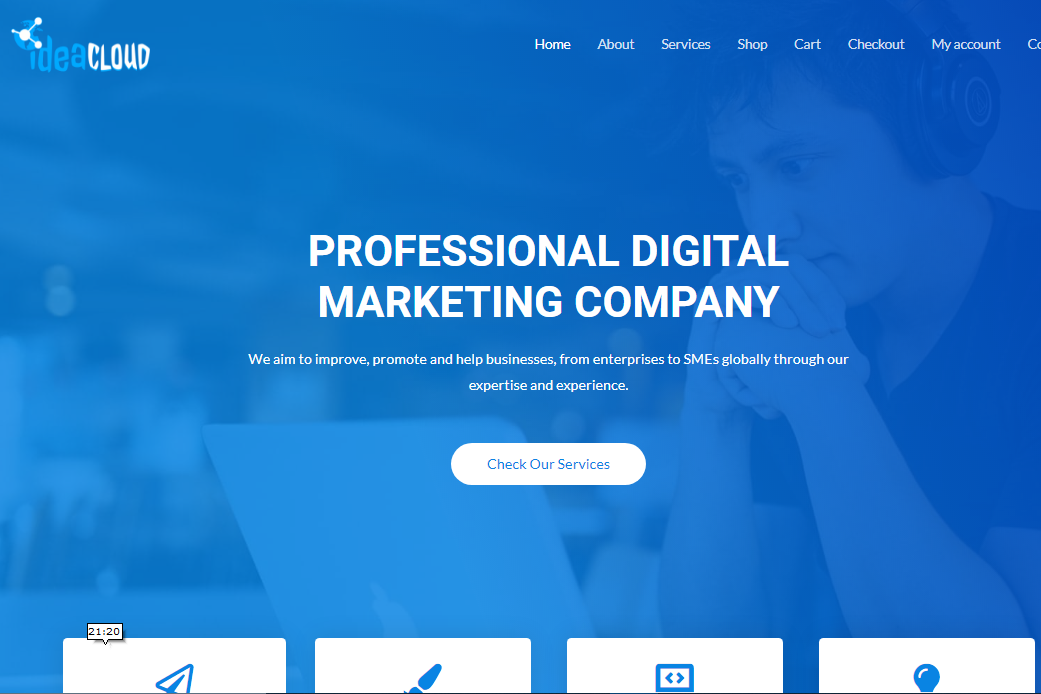 ideaCLOUD
Home About Services Shop Cart Checkout My account Co
PROFESSIONAL DIGITAL
MARKETING COMPANY
We aim to improve, promote and help businesses, from enterprises to SMEs globally through our
expertise and experience.
Check Our Services
21:20